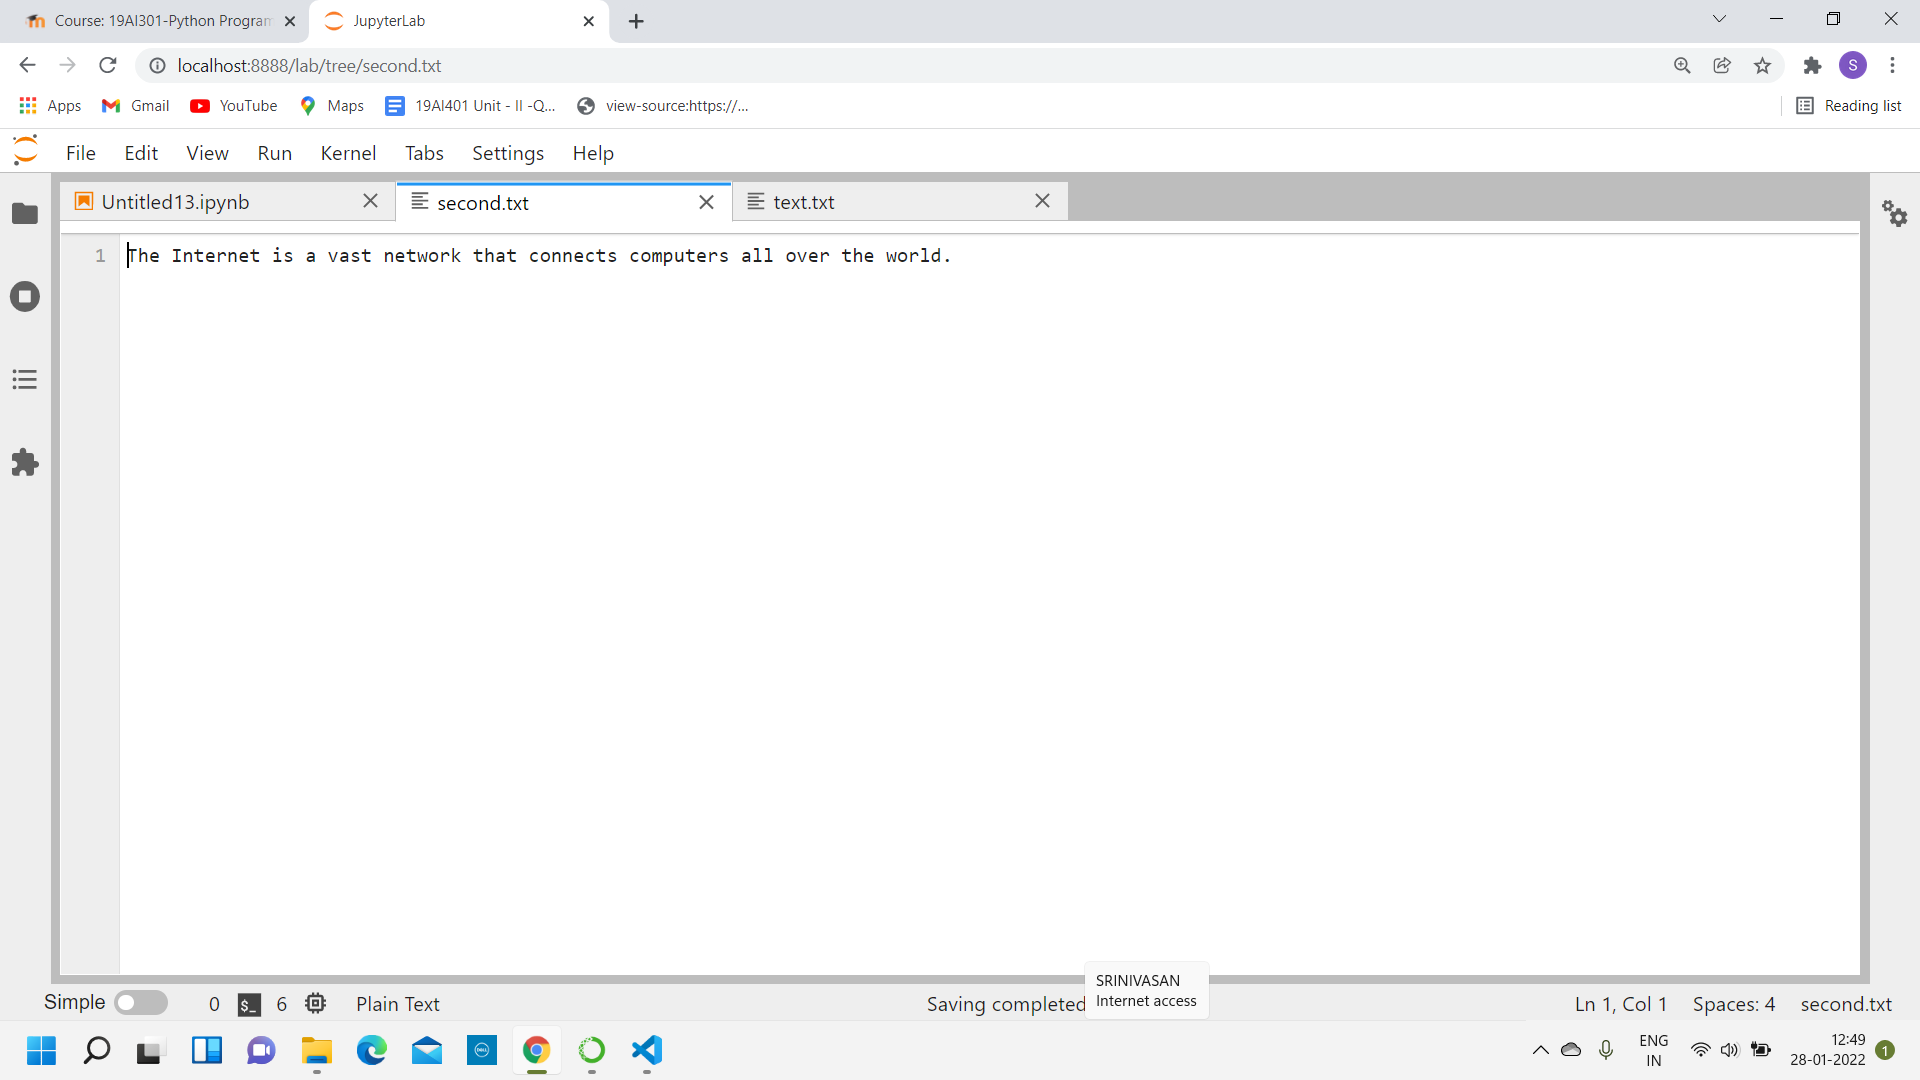 Course: 19AI301-Python Program
JupyterLab
localhost:8888/lab/tree/second.txt
S
Apps
Gmail
YouTube
Maps
19AI401 Unit - II -Q...
view-source:https://...
Reading list
File Edit View Run Kernel Tabs Settings Help
Untitled13.ipynb
second.txt
text.txt
1 The Internet is a vast network that connects computers all over the world.
SRINIVASAN
Internet access
Simple 0 $_ 6 Plain Text Saving completed Ln 1, Col 1 Spaces: 4 second.txt
DELL
ENG
IN
12:49
28-01-2022
1